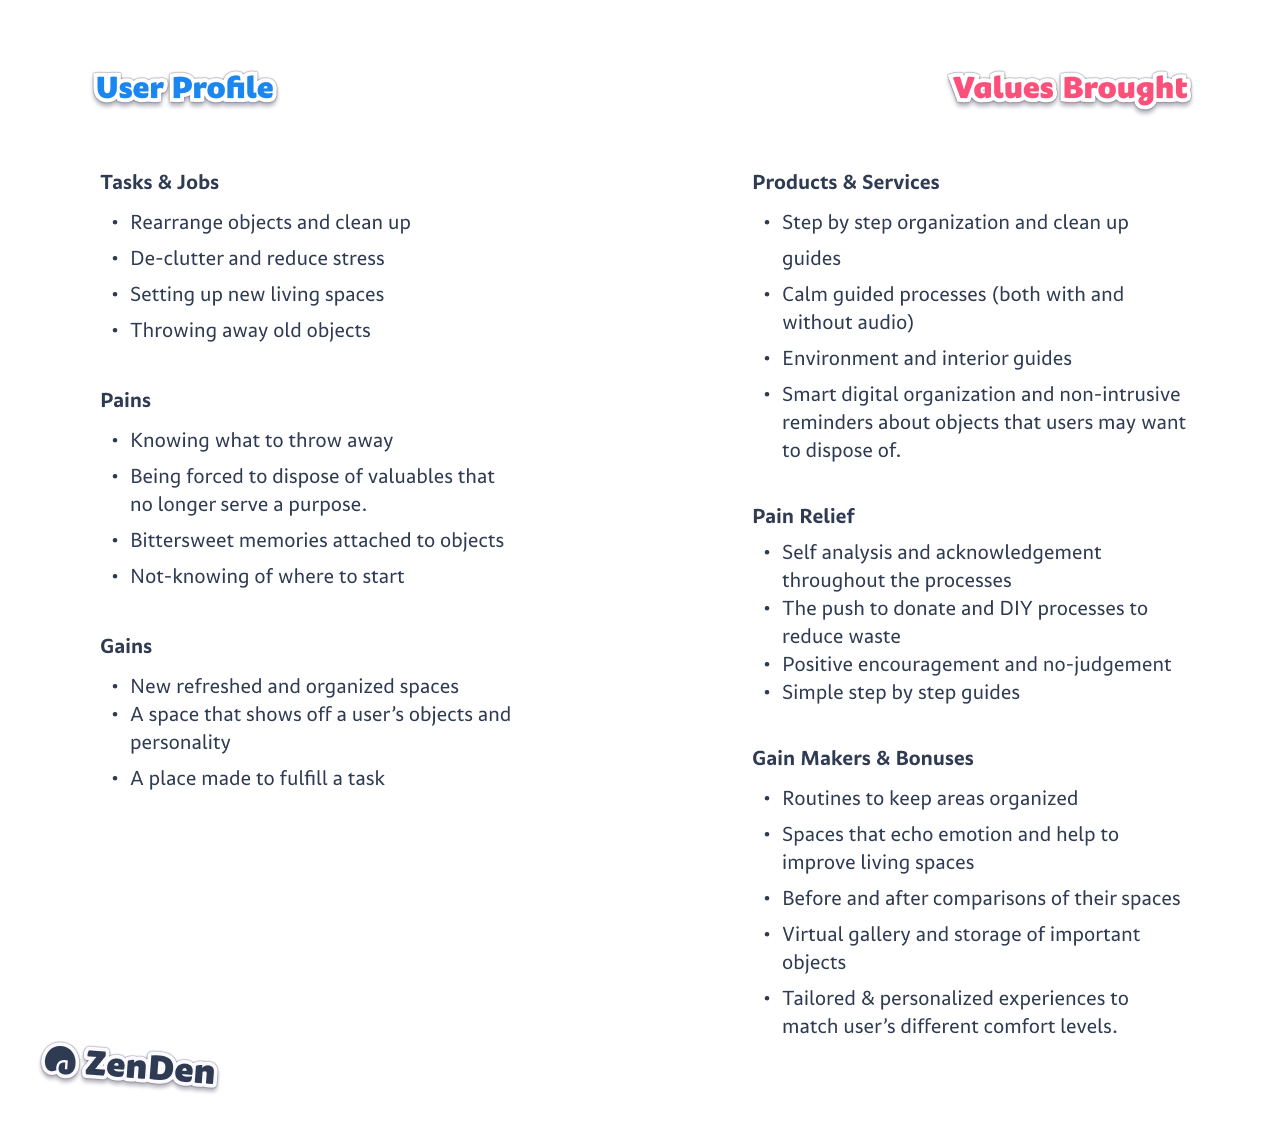 User Profile
Values Brought
Tasks & Jobs
• Rearrange objects and clean up
• De-clutter and reduce stress
• Setting up new living spaces
• Throwing away old objects
Pains
• Knowing what to throw away
• Being forced to dispose of valuables that
no longer serve a purpose.
• Bittersweet memories attached to objects
• Not-knowing of where to start
Gains
• New refreshed and organized spaces
• A space that shows off a user’s objects and
personality
• A place made to fulfill a task
Products & Services
• Step by step organization and clean up
guides
• Calm guided processes (both with and
without audio)
• Environment and interior guides
• Smart digital organization and non-intrusive
reminders about objects that users may want
to dispose of.
Pain Relief
• Self analysis and acknowledgement
throughout the processes
• The push to donate and DIY processes to
reduce waste
• Positive encouragement and no-judgement
• Simple step by step guides
Gain Makers & Bonuses
• Routines to keep areas organized
• Spaces that echo emotion and help to
improve living spaces
• Before and after comparisons of their spaces
• Virtual gallery and storage of important
objects
• Tailored & personalized experiences to
match user’s different comfort levels.
ZenDen